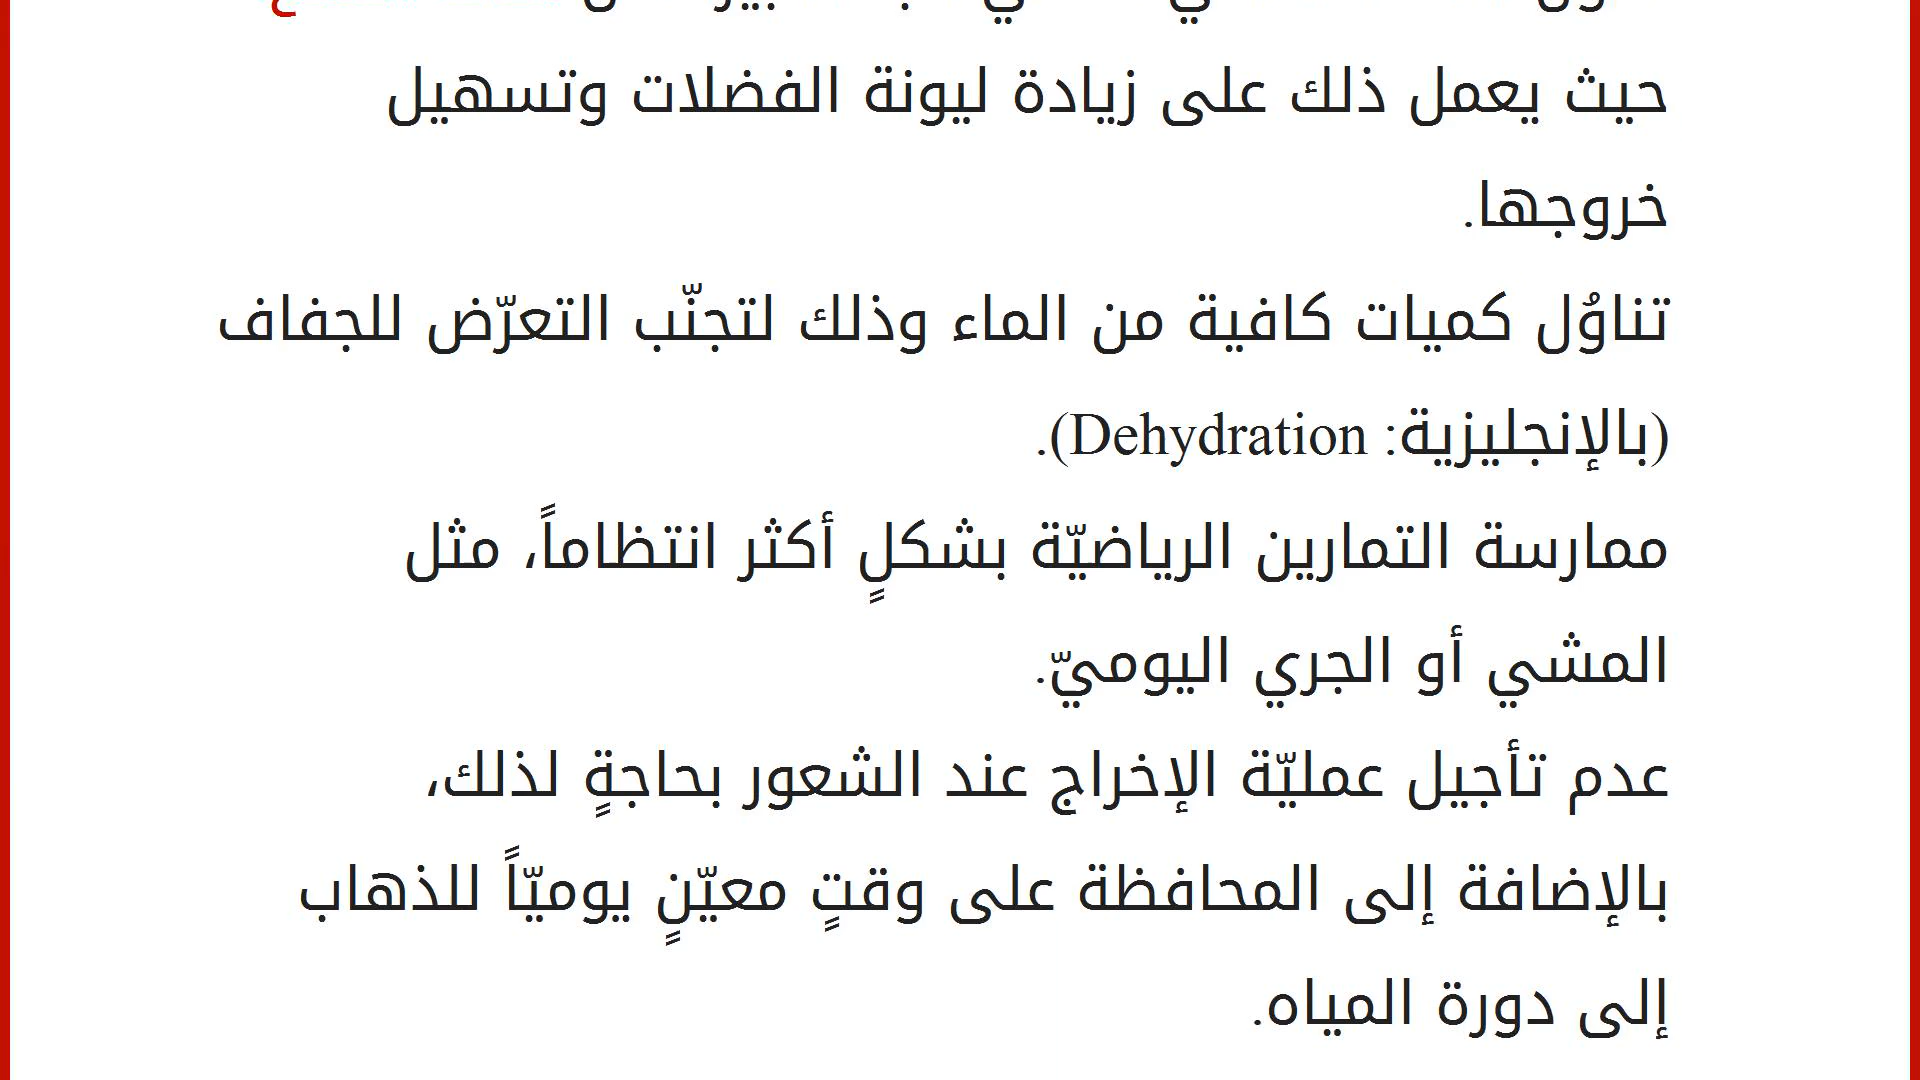 حيث يعمل ذلك على زيادة ليونة الفضلات وتسهيل
خروجها.
تناوُل كميات كافية من الماء وذلك لتجنّب التعرّض للجفاف
(بالإنجليزية: Dehydration).
ممارسة التمارين الرياضيّة بشكلٍ أكثر انتظاماً، مثل
المشي أو الجري اليوميّ.
عدم تأجيل عمليّة الإخراج عند الشعور بحاجةٍ لذلك،
بالإضافة إلى المحافظة على وقتٍ معيّنٍ يوميّاً للذهاب
إلى دورة المياه.